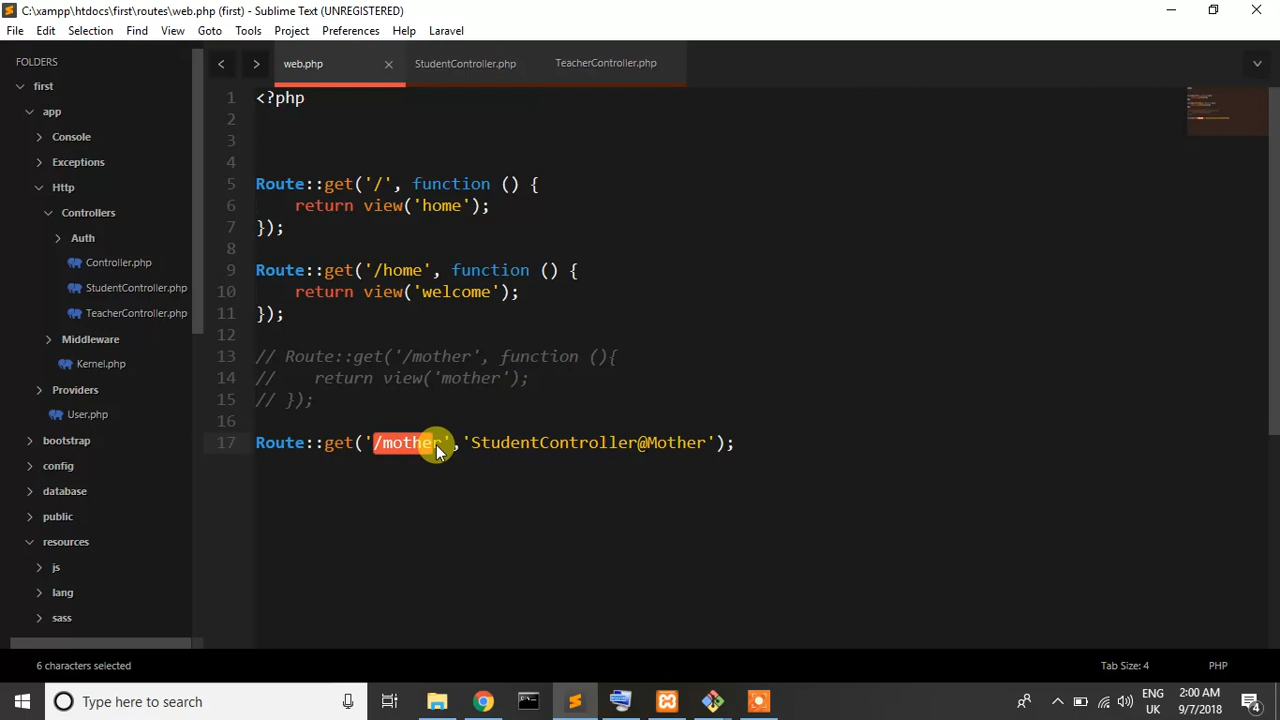 C:\xampp\htdocs\first\routes\web.php (first) - Sublime Text (UNREGISTERED)
File Edit Selection Find View Goto Tools Project Preferences Help Laravel
FOLDERS
first
app
Console
Exceptions
Http
Controllers
Auth
Controller.php
StudentController.php
TeacherController.php
Middleware
Kernel.php
Providers
User.php
bootstrap
config
database
public
resources
js
lang
sass
web.php StudentController.php TeacherController.php
1 <?php
2
3
4
5 Route::get('/', function () {
6 return view('home');
7 });
8
9 Route::get('/home', function () {
10 return view('welcome');
11 });
12
13 // Route::get('/mother', function (){
14 // return view('mother');
15 // });
16
17 Route::get('/mother','StudentController@Mother');
6 characters selected Tab Size: 4 PHP
Type here to search
ENG
UK
2:00 AM
9/7/2018
4